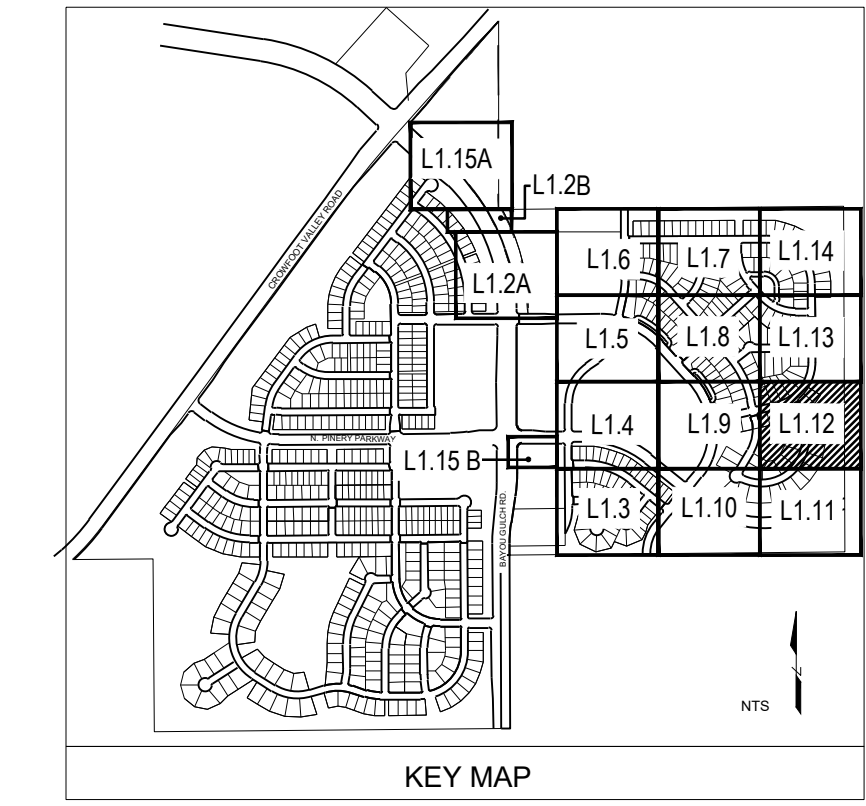 L1.15A
L1.2B
CROWFOOT VALLEY ROAD
L1.6
L1.7
L1.14
L1.2A
L1.5
L1.8
L1.13
L1.4
L1.9
L1.12
N. PINERY PARKWAY
L1.15 B
BAYOU GULCH RD.
L1.3
L1.10
L1.11
N
NTS
KEY MAP